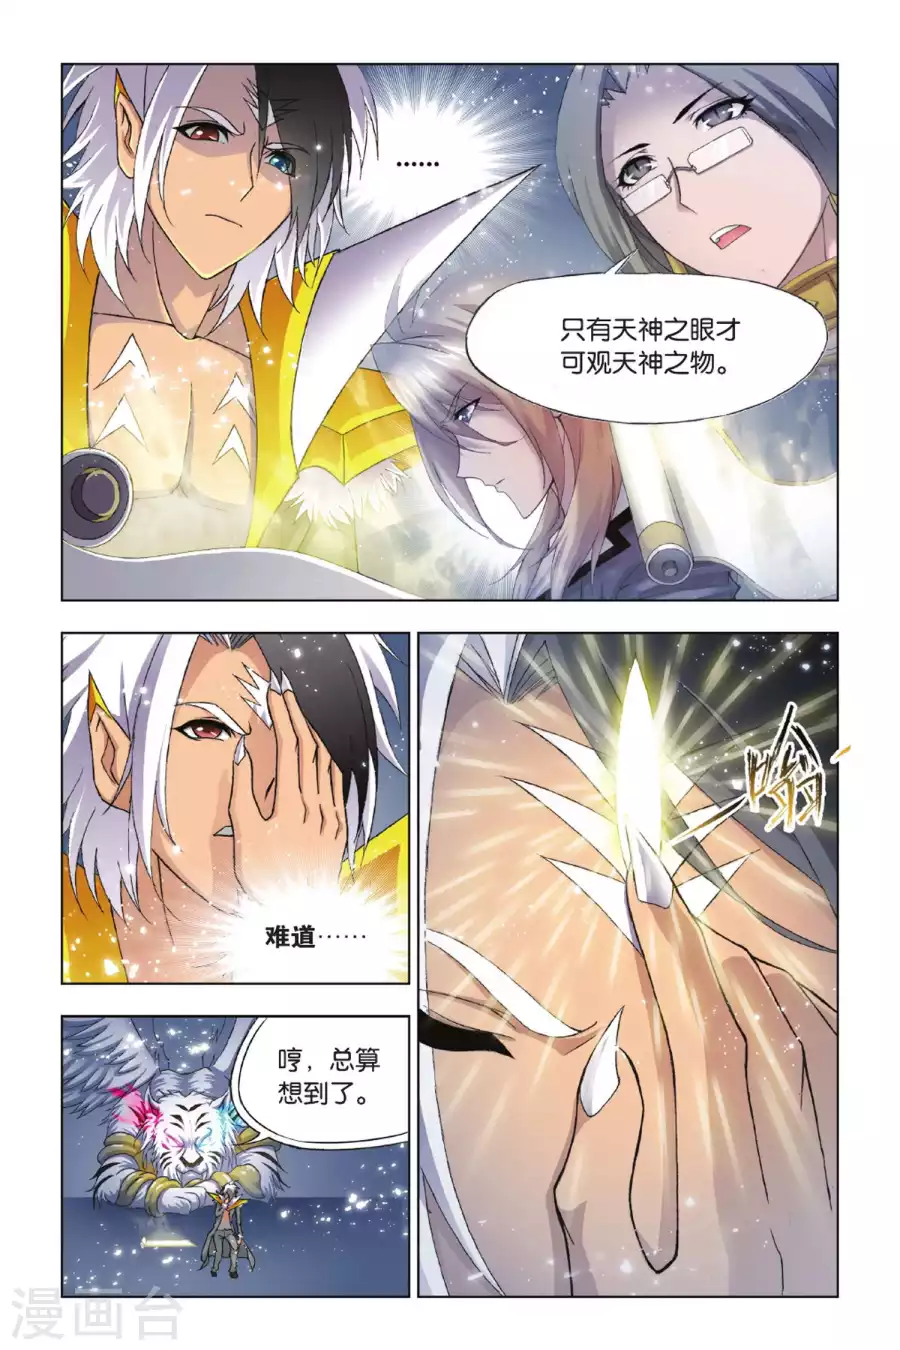 ……
只有天神之眼才
可观天神之物。
难道……
嗡
哼，总算
想到了。
漫画台